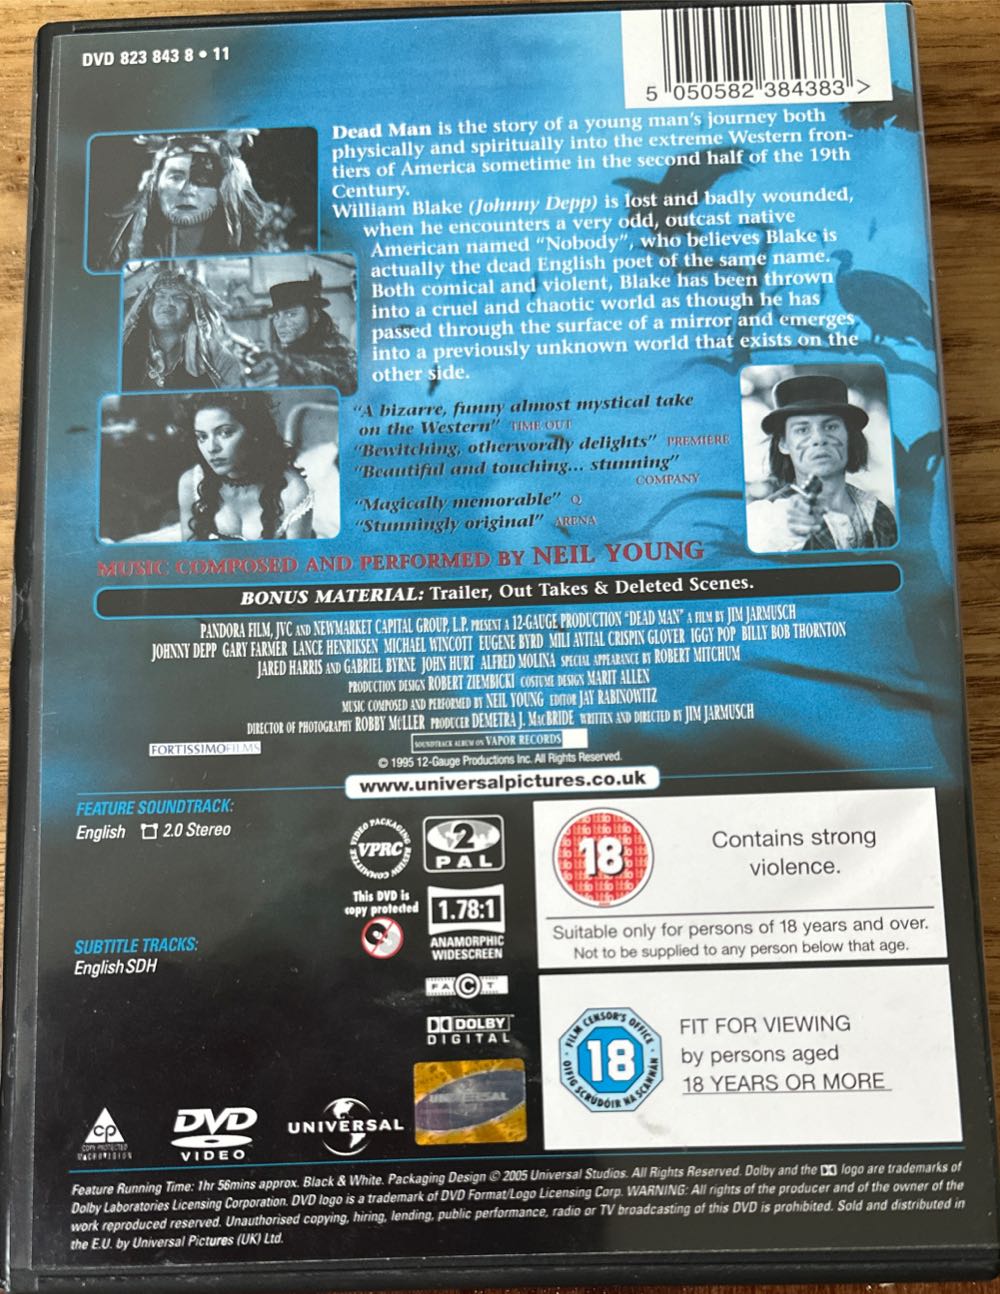 DVD 823 843 8 • 11
5 050582 384383 >
Dead Man is the story of a young man's journey both
physically and spiritually into the extreme Western fron-
tiers of America sometime in the second half of the 19th
Century.
William Blake (Johnny Depp) is lost and badly wounded,
when he encounters a very odd, outcast native
American named "Nobody", who believes Blake is
actually the dead English poet of the same name.
Both comical and violent, Blake has been thrown
into a cruel and chaotic world as though he has
passed through the surface of a mirror and emerges
into a previously unknown world that exists on the
other side.
"A bizarre, funny almost mystical take
on the Western" TIME OUT
"Bewitching, otherwordly delights" PREMIERE
"Beautiful and touching... stunning"
COMPANY
"Magically memorable" Q
"Stunningly original" ARENA
MUSIC COMPOSED AND PERFORMED BY NEIL YOUNG
BONUS MATERIAL: Trailer, Out Takes & Deleted Scenes.
PANDORA FILM, JVC AND NEWMARKET CAPITAL GROUP, L.P. PRESENT A 12-GAUGE PRODUCTION "DEAD MAN" A FILM BY JIM JARMUSCH
JOHNNY DEPP GARY FARMER LANCE HENRIKSEN MICHAEL WINCOTT EUGENE BYRD MILI AVITAL CRISPIN GLOVER IGGY POP BILLY BOB THORNTON
JARED HARRIS AND GABRIEL BYRNE JOHN HURT ALFRED MOLINA SPECIAL APPEARANCE BY ROBERT MITCHUM
PRODUCTION DESIGN ROBERT ZIEMBICKI COSTUME DESIGN MARIT ALLEN
MUSIC COMPOSED AND PERFORMED BY NEIL YOUNG EDITOR JAY RABINOWITZ
DIRECTOR OF PHOTOGRAPHY ROBBY McLLER PRODUCER DEMETRA J. MacBRIDE WRITTEN AND DIRECTED BY JIM JARMUSCH
FORTISSIMOFILMS
SOUNDTRACK ALBUM ON VAPOR RECORDS
© 1995 12-Gauge Productions Inc. All Rights Reserved.
www.universalpictures.co.uk
FEATURE SOUNDTRACK:
English 2.0 Stereo
SUBTITLE TRACKS:
English SDH
VIDEO PACKAGING REVIEW COMMITTEE
VPRC
2
PAL
This DVD is
copy protected
1.78:1
ANAMORPHIC
WIDESCREEN
FACT
DOLBY
DIGITAL
18
Contains strong
violence.
Suitable only for persons of 18 years and over.
Not to be supplied to any person below that age.
FILM CENSOR'S OFFICE
18
OIFIG SCRÚDÓIR NA SCANNÁN
FIT FOR VIEWING
by persons aged
18 YEARS OR MORE
cp
COPY PROTECTED
MACROVISION
DVD
VIDEO
UNIVERSAL
UNIVERSAL
Feature Running Time: 1hr 56mins approx. Black & White. Packaging Design © 2005 Universal Studios. All Rights Reserved. Dolby and the logo are trademarks of
Dolby Laboratories Licensing Corporation. DVD logo is a trademark of DVD Format/Logo Licensing Corp. WARNING: All rights of the producer and of the owner of the
work reproduced reserved. Unauthorised copying, hiring, lending, public performance, radio or TV broadcasting of this DVD is prohibited. Sold and distributed in
the E.U. by Universal Pictures (UK) Ltd.